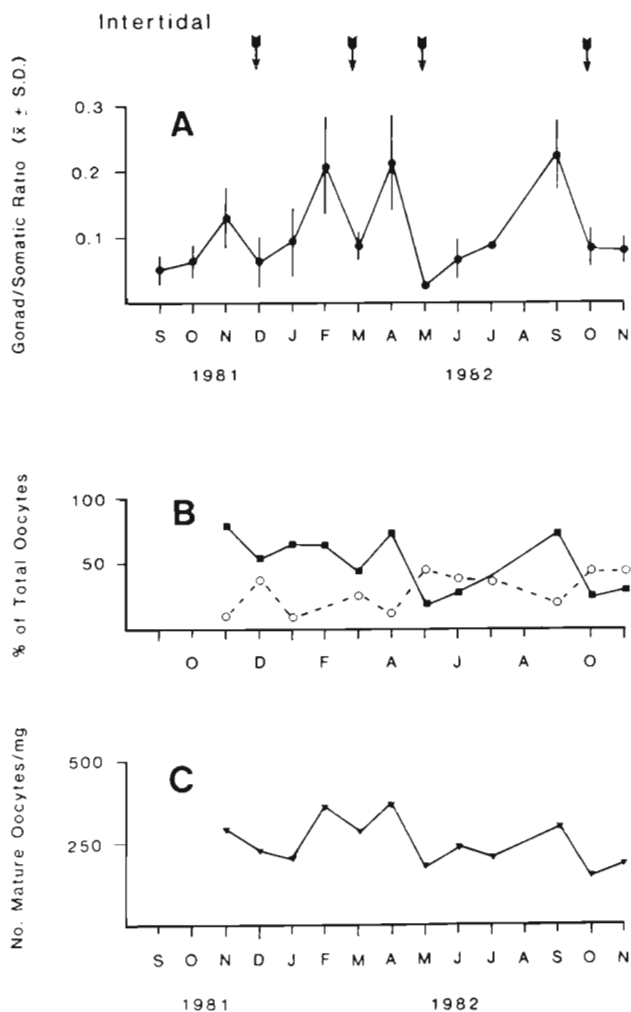 Intertidal
Gonad/Somatic Ratio (x̄ ± S.D.)
A
0.3
0.2
0.1
S O N D J F M A M J J A S O N
1981 1982
% of Total Oocytes
B
100
50
O D F A J A O
No. Mature Oocytes/mg
C
500
250
S O N D J F M A M J J A S O N
1981 1982